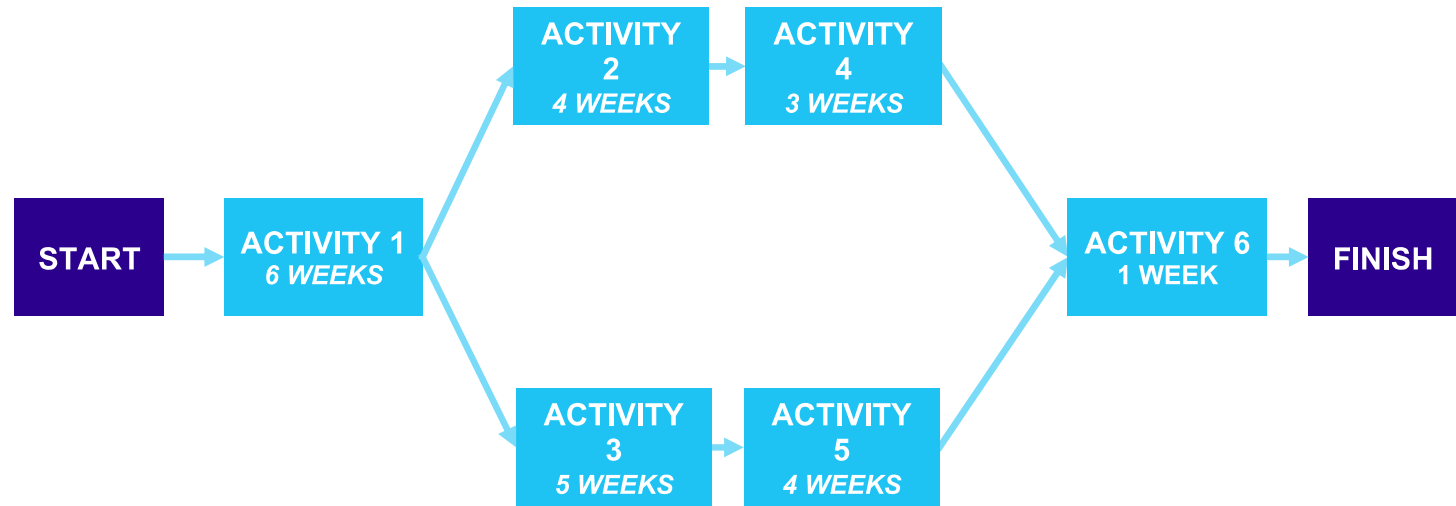 START
ACTIVITY 1
6 WEEKS
ACTIVITY
2
4 WEEKS
ACTIVITY
4
3 WEEKS
ACTIVITY
3
5 WEEKS
ACTIVITY
5
4 WEEKS
ACTIVITY 6
1 WEEK
FINISH